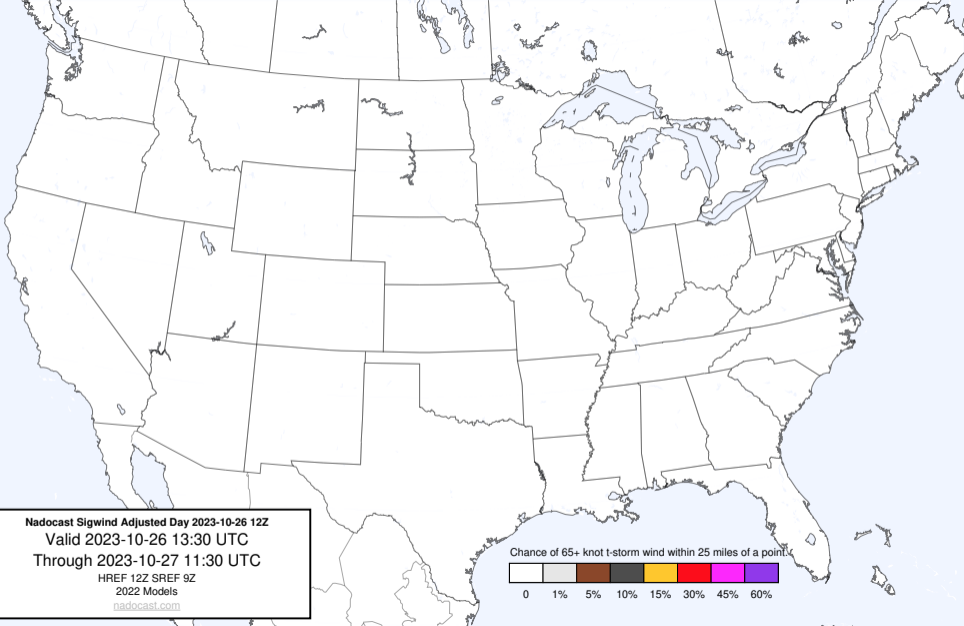 Nadocast Sigwind Adjusted Day 2023-10-26 12Z
Valid 2023-10-26 13:30 UTC
Through 2023-10-27 11:30 UTC
HREF 12Z SREF 9Z
2022 Models
nadocast.com
Chance of 65+ knot t-storm wind within 25 miles of a point.
0 1% 5% 10% 15% 30% 45% 60%